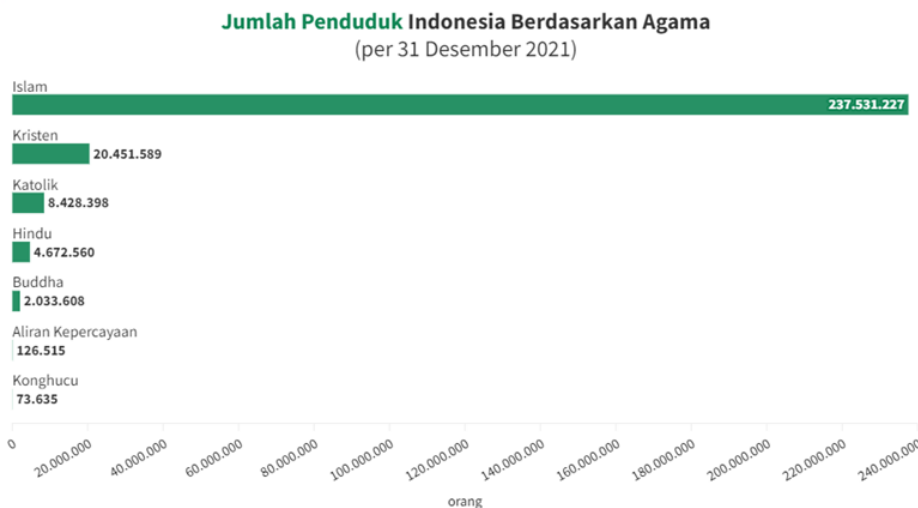 Jumlah Penduduk Indonesia Berdasarkan Agama
(per 31 Desember 2021)
Islam
237.531.227
Kristen
20.451.589
Katolik
8.428.398
Hindu
4.672.560
Buddha
2.033.608
Aliran Kepercayaan
126.515
Konghucu
73.635
0
20.000.000
40.000.000
60.000.000
80.000.000
100.000.000
120.000.000
140.000.000
160.000.000
180.000.000
200.000.000
220.000.000
240.000.000
orang